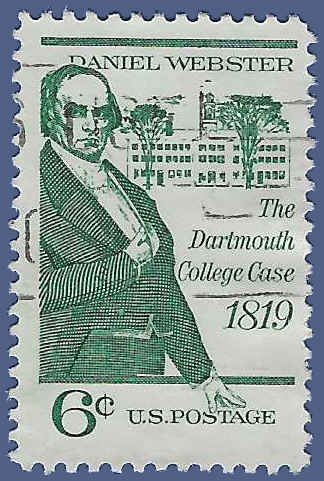 DANIEL WEBSTER
The
Dartmouth
College Case
1819
6¢ U.S. POSTAGE